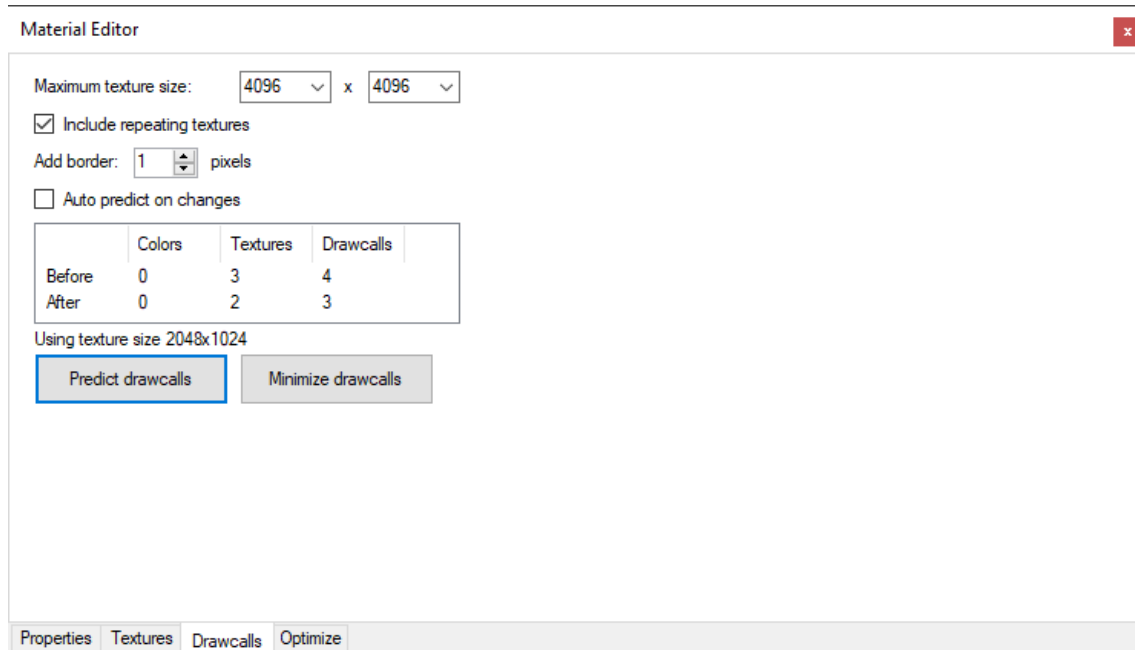 Material Editor
x
Maximum texture size: 4096 x 4096
Include repeating textures
Add border: 1 pixels
Auto predict on changes
Colors Textures Drawcalls
Before 0 3 4
After 0 2 3
Using texture size 2048x1024
Predict drawcalls Minimize drawcalls
Properties Textures Drawcalls Optimize